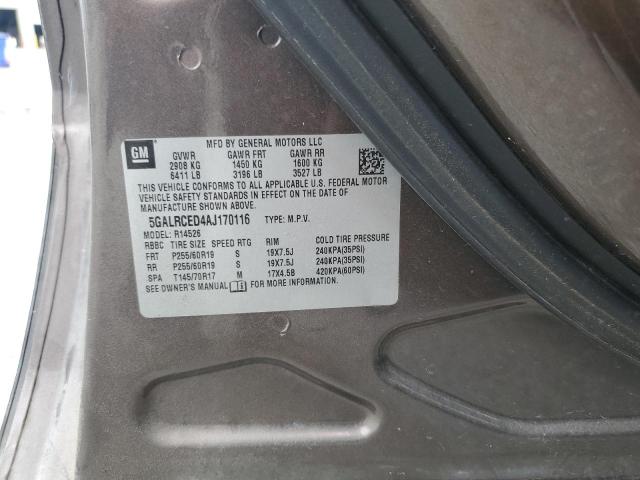 MFD BY GENERAL MOTORS LLC
GM
GVWR GAWR FRT GAWR RR
2908 KG 1450 KG 1600 KG
6411 LB 3196 LB 3527 LB
THIS VEHICLE CONFORMS TO ALL APPLICABLE U.S. FEDERAL MOTOR
VEHICLE SAFETY STANDARDS IN EFFECT ON THE DATE OF
MANUFACTURE SHOWN ABOVE.
5GALRCED4AJ170116 TYPE: M.P.V.
MODEL: R14526
RBBC TIRE SIZE SPEED RTG RIM COLD TIRE PRESSURE
FRT P255/60R19 S 19X7.5J 240KPA(35PSI)
RR P255/60R19 S 19X7.5J 240KPA(35PSI)
SPA T145/70R17 M 17X4.5B 420KPA(60PSI)
SEE OWNER'S MANUAL FOR MORE INFORMATION.